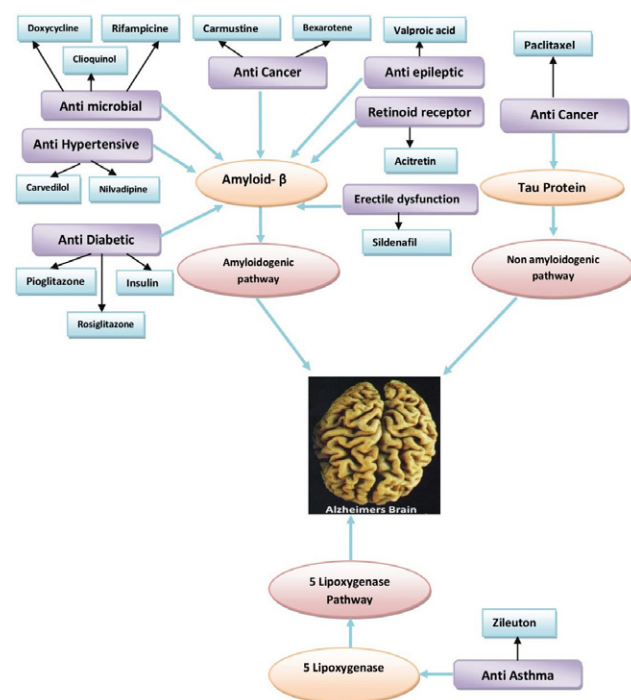 Doxycycline
Rifampicine
Carmustine
Bexarotene
Valproic acid
Paclitaxel
Clioquinol
Anti Cancer
Anti epileptic
Anti microbial
Retinoid receptor
Anti Cancer
Anti Hypertensive
Acitretin
Amyloid- β
Tau Protein
Carvedilol
Nilvadipine
Erectile dysfunction
Anti Diabetic
Sildenafil
Amyloidogenic
pathway
Non amyloidogenic
pathway
Pioglitazone
Insulin
Rosiglitazone
Alzheimers Brain
5 Lipoxygenase
Pathway
Zileuton
5 Lipoxygenase
Anti Asthma